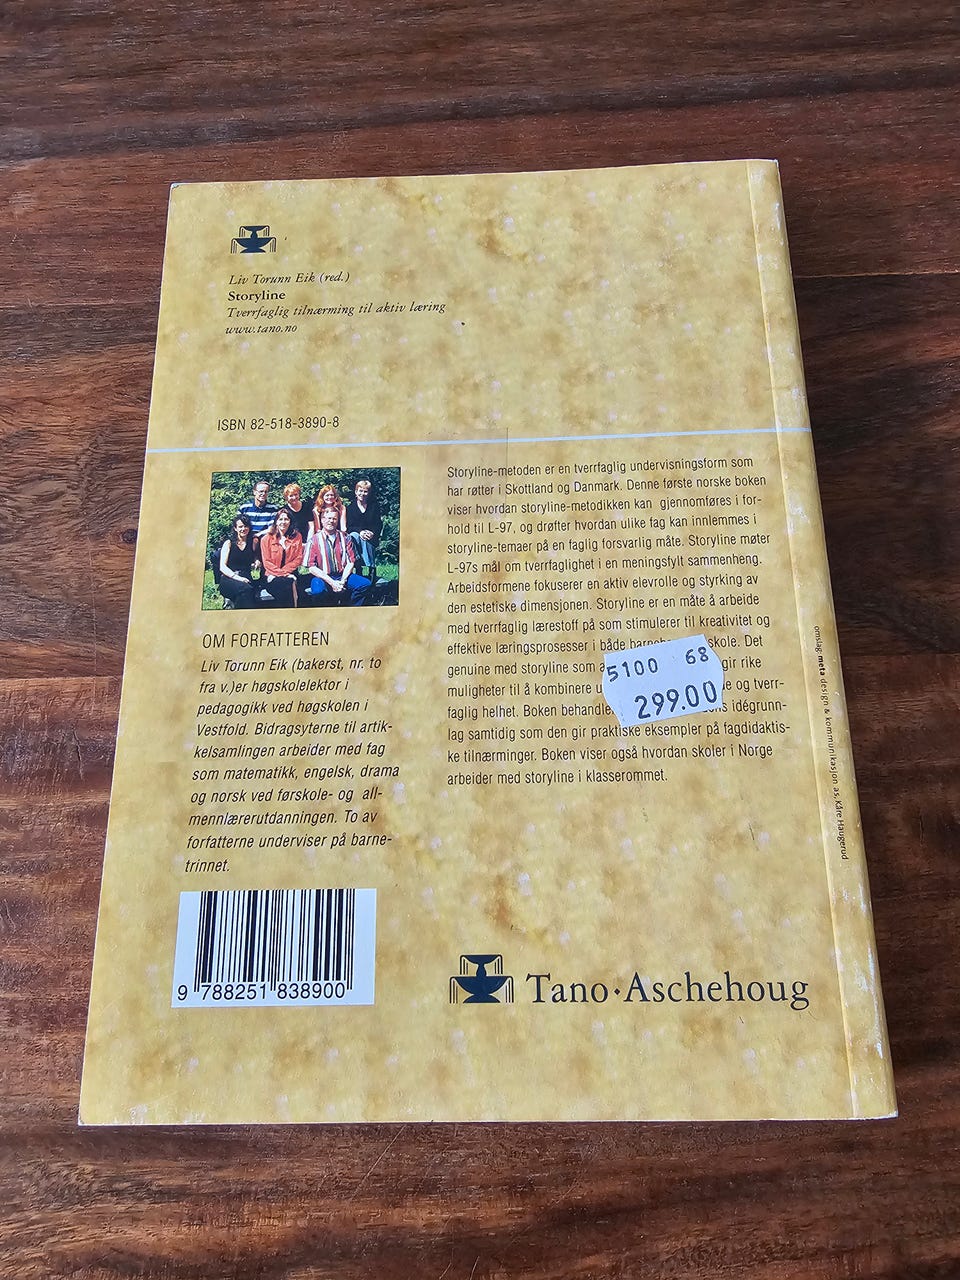 Liv Torunn Eik (red.)
Storyline
Tverrfaglig tilnærming til aktiv læring
www.tano.no
ISBN 82-518-3890-8
Storyline-metoden er en tverrfaglig undervisningsform som
har røtter i Skottland og Danmark. Denne første norske boken
viser hvordan storyline-metodikken kan gjennomføres i for-
hold til L-97, og drøfter hvordan ulike fag kan innlemmes i
storyline-temaer på en faglig forsvarlig måte. Storyline møter
L-97s mål om tverrfaglighet i en meningsfylt sammenheng.
Arbeidsformene fokuserer en aktiv elevrolle og styrking av
den estetiske dimensjonen. Storyline er en måte å arbeide
med tverrfaglig lærestoff på som stimulerer til kreativitet og
effektive læringsprosesser i både skole. Det
genuine med storyline som gir rike
muligheter til å kombinere og tverr-
faglig helhet. Boken behandler idégrunn-
lag samtidig som den gir praktiske eksempler på fagdidaktis-
ke tilnærminger. Boken viser også hvordan skoler i Norge
arbeider med storyline i klasserommet.
5100 68
299.00
OM FORFATTEREN
Liv Torunn Eik (bakerst, nr. to
fra v.)er høgskolelektor i
pedagogikk ved høgskolen i
Vestfold. Bidragsyterne til artik-
kelsamlingen arbeider med fag
som matematikk, engelsk, drama
og norsk ved førskole- og all-
mennlærerutdanningen. To av
forfatterne underviser på barne-
trinnet.
9 788251 838900
Tano·Aschehoug
omslag: meta design & kommunikasjon as, Kåre Haugerud